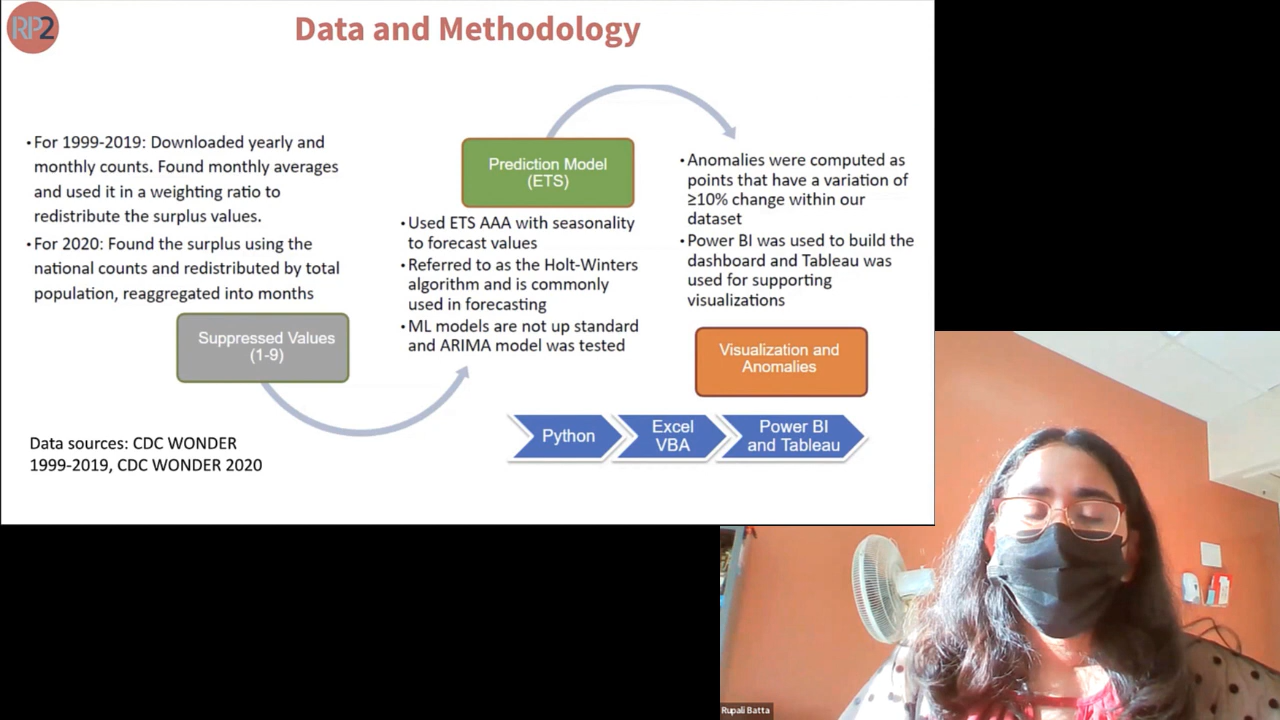 RP2
Data and Methodology
•For 1999-2019: Downloaded yearly and
monthly counts. Found monthly averages
and used it in a weighting ratio to
redistribute the surplus values.
•For 2020: Found the surplus using the
national counts and redistributed by total
population, reaggregated into months
Suppressed Values
(1-9)
Data sources: CDC WONDER
1999-2019, CDC WONDER 2020
Prediction Model
(ETS)
•Used ETS AAA with seasonality
to forecast values
•Referred to as the Holt-Winters
algorithm and is commonly
used in forecasting
•ML models are not up standard
and ARIMA model was tested
•Anomalies were computed as
points that have a variation of
≥10% change within our
dataset
•Power BI was used to build the
dashboard and Tableau was
used for supporting
visualizations
Visualization and
Anomalies
Python
Excel
VBA
Power BI
and Tableau
Rupali Batta